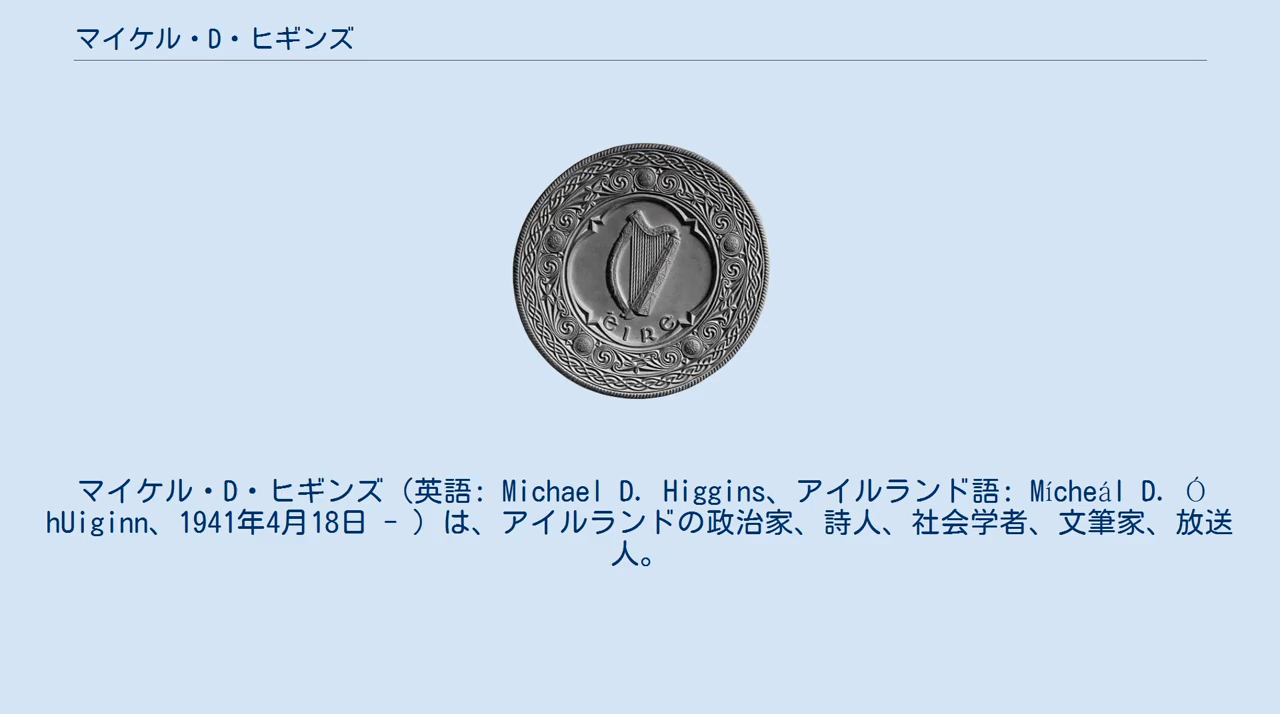 マイケル・D・ヒギンズ
ÉIRE
マイケル・D・ヒギンズ（英語: Michael D. Higgins、アイルランド語: Mícheál D. Ó
hUiginn、1941年4月18日 - ）は、アイルランドの政治家、詩人、社会学者、文筆家、放送
人。